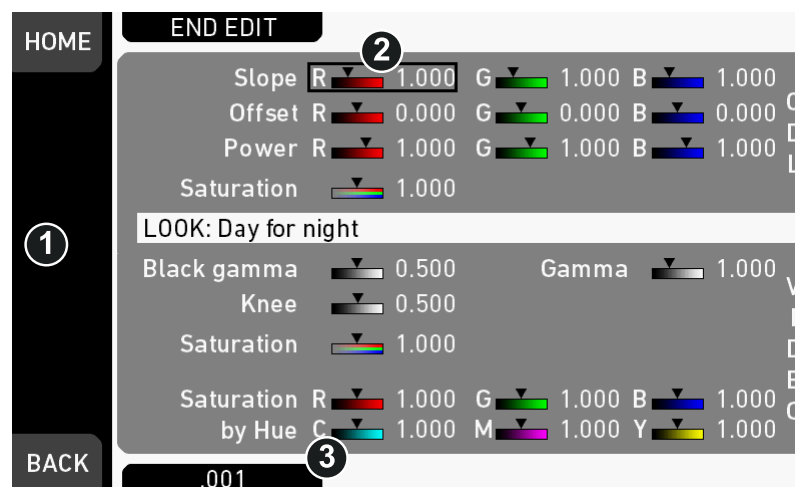 HOME
END EDIT
2
Slope R 1.000 G 1.000 B 1.000
Offset R 0.000 G 0.000 B 0.000
Power R 1.000 G 1.000 B 1.000
Saturation 1.000
C
D
L
LOOK: Day for night
1
Black gamma 0.500 Gamma 1.000
Knee 0.500
Saturation 1.000
Saturation R 1.000 G 1.000 B 1.000
by Hue C 1.000 M 1.000 Y 1.000
V
I
D
E
O
BACK
3
.001